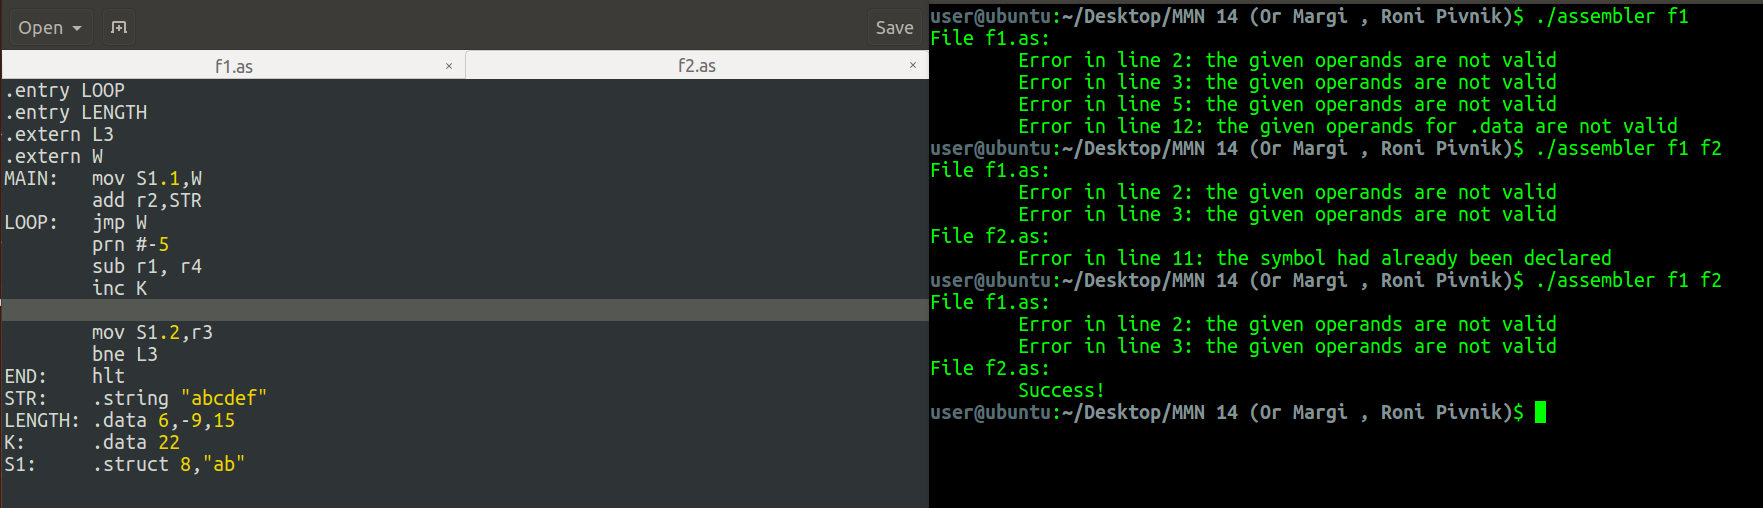 Open
Save
f1.as ×
f2.as ×
.entry LOOP
.entry LENGTH
.extern L3
.extern W
MAIN:   mov S1.1,W
        add r2,STR
LOOP:   jmp W
        prn #-5
        sub r1, r4
        inc K
        mov S1.2,r3
        bne L3
END:    hlt
STR:    .string "abcdef"
LENGTH: .data 6,-9,15
K:      .data 22
S1:     .struct 8,"ab"
user@ubuntu:~/Desktop/MMN 14 (Or Margi , Roni Pivnik)$ ./assembler f1
File f1.as:
        Error in line 2: the given operands are not valid
        Error in line 3: the given operands are not valid
        Error in line 5: the given operands are not valid
        Error in line 12: the given operands for .data are not valid
user@ubuntu:~/Desktop/MMN 14 (Or Margi , Roni Pivnik)$ ./assembler f1 f2
File f1.as:
        Error in line 2: the given operands are not valid
        Error in line 3: the given operands are not valid
File f2.as:
        Error in line 11: the symbol had already been declared
user@ubuntu:~/Desktop/MMN 14 (Or Margi , Roni Pivnik)$ ./assembler f1 f2
File f1.as:
        Error in line 2: the given operands are not valid
        Error in line 3: the given operands are not valid
File f2.as:
        Success!
user@ubuntu:~/Desktop/MMN 14 (Or Margi , Roni Pivnik)$